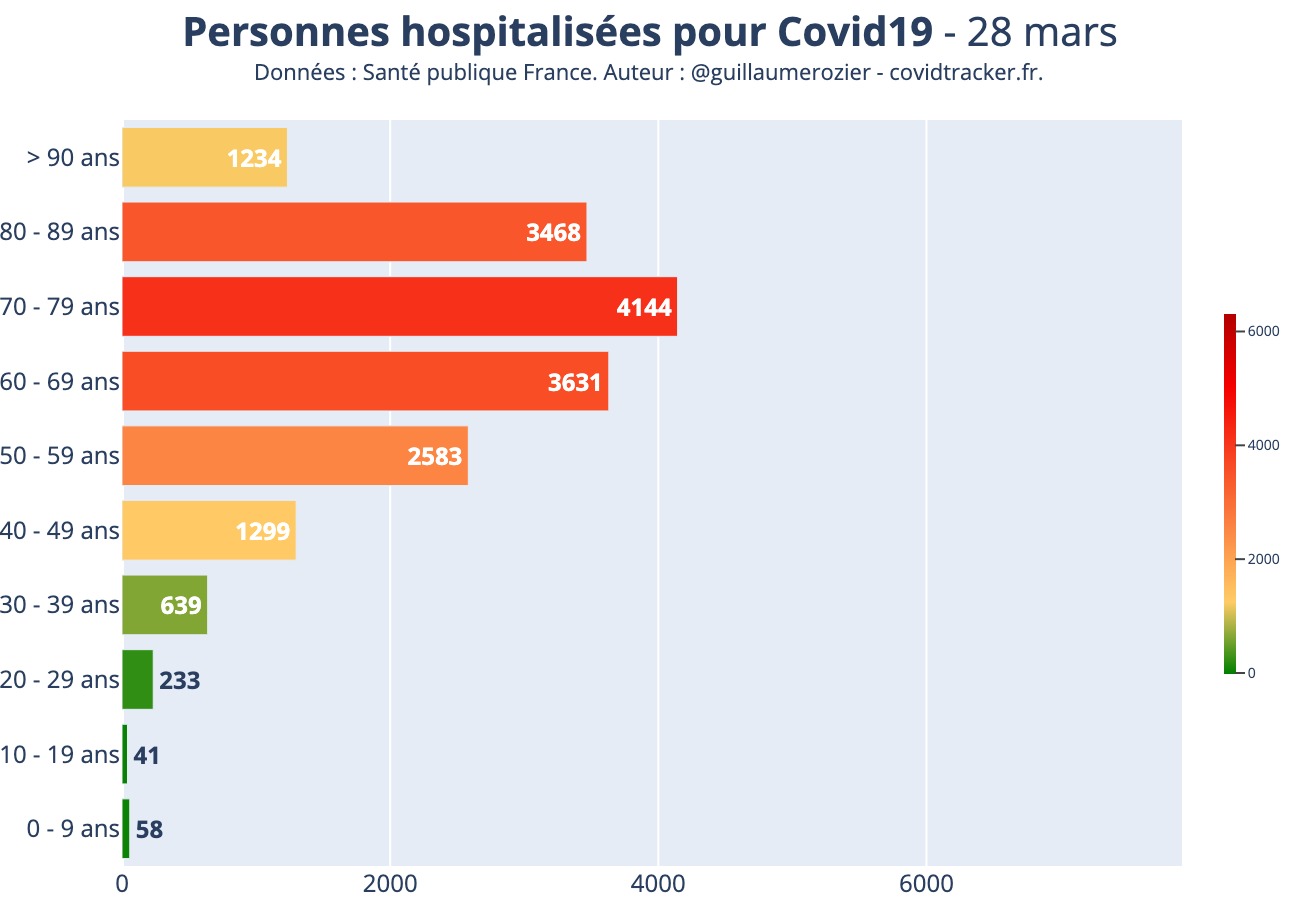 Personnes hospitalisées pour Covid19 - 28 mars
Données : Santé publique France. Auteur : @guillaumerozier - covidtracker.fr.
> 90 ans 1234
80 - 89 ans 3468
70 - 79 ans 4144
60 - 69 ans 3631
50 - 59 ans 2583
40 - 49 ans 1299
30 - 39 ans 639
20 - 29 ans 233
10 - 19 ans 41
0 - 9 ans 58
0 2000 4000 6000
6000
4000
2000
0